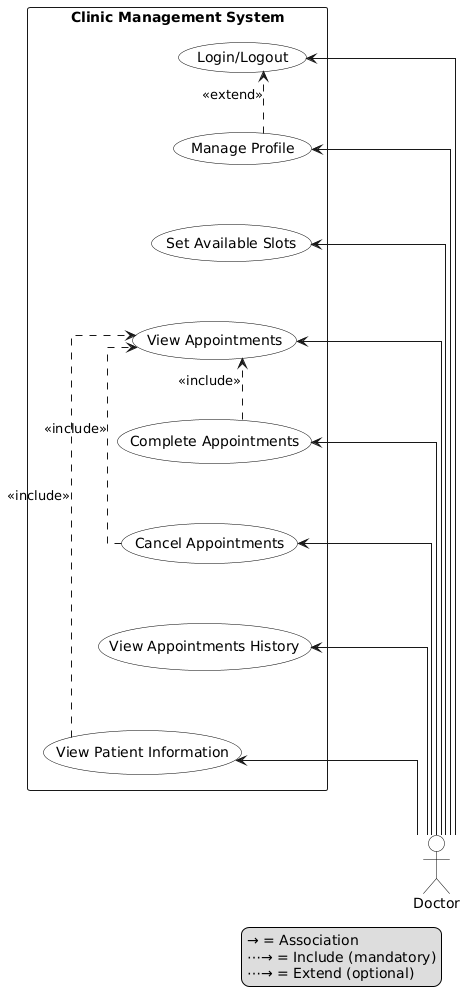 Clinic Management System
Login/Logout
«extend»
Manage Profile
Set Available Slots
View Appointments
«include»
Complete Appointments
«include»
«include»
Cancel Appointments
View Appointments History
View Patient Information
Doctor
→ = Association
⋯→ = Include (mandatory)
⋯→ = Extend (optional)